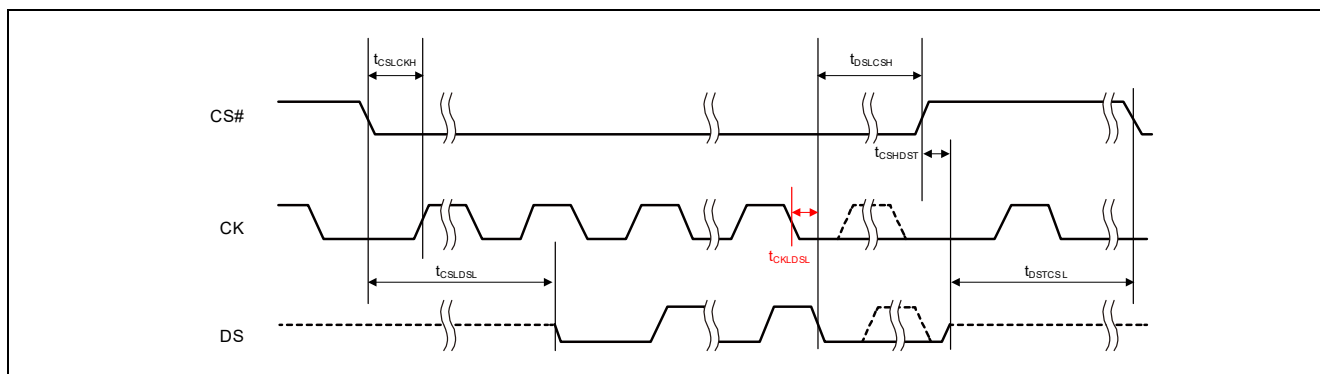 tCSLCKH
tDSLCSH
CS#
tCSHDST
CK
tCKLDSL
tCSLDSL
tDSTCSL
DS